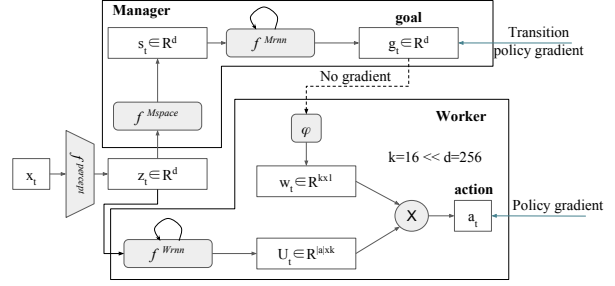 Manager
goal
s_t∈R^d
f^Mrnn
g_t∈R^d
Transition
policy gradient
No gradient
f^Mspace
Worker
φ
k=16 << d=256
x_t
f^percept
z_t∈R^d
w_t∈R^kx1
action
X
a_t
Policy gradient
f^Wrnn
U_t∈R^|a|xk